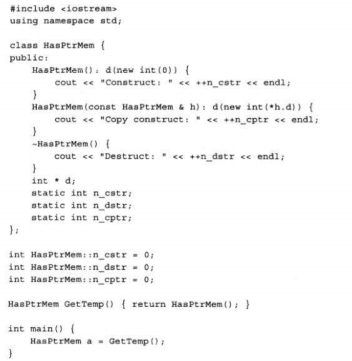 #include <iostream>
using namespace std;
class HasPtrMem {
public:
HasPtrMem(): d(new int(0)) {
cout << "Construct: " << ++n_cstr << endl;
}
HasPtrMem(const HasPtrMem & h): d(new int(*h.d)) {
cout << "Copy construct: " << ++n_cptr << endl;
}
~HasPtrMem() {
cout << "Destruct: " << ++n_dstr << endl;
}
int * d;
static int n_cstr;
static int n_dstr;
static int n_cptr;
};
int HasPtrMem::n_cstr = 0;
int HasPtrMem::n_dstr = 0;
int HasPtrMem::n_cptr = 0;
HasPtrMem GetTemp() { return HasPtrMem(); }
int main() {
HasPtrMem a = GetTemp();
}